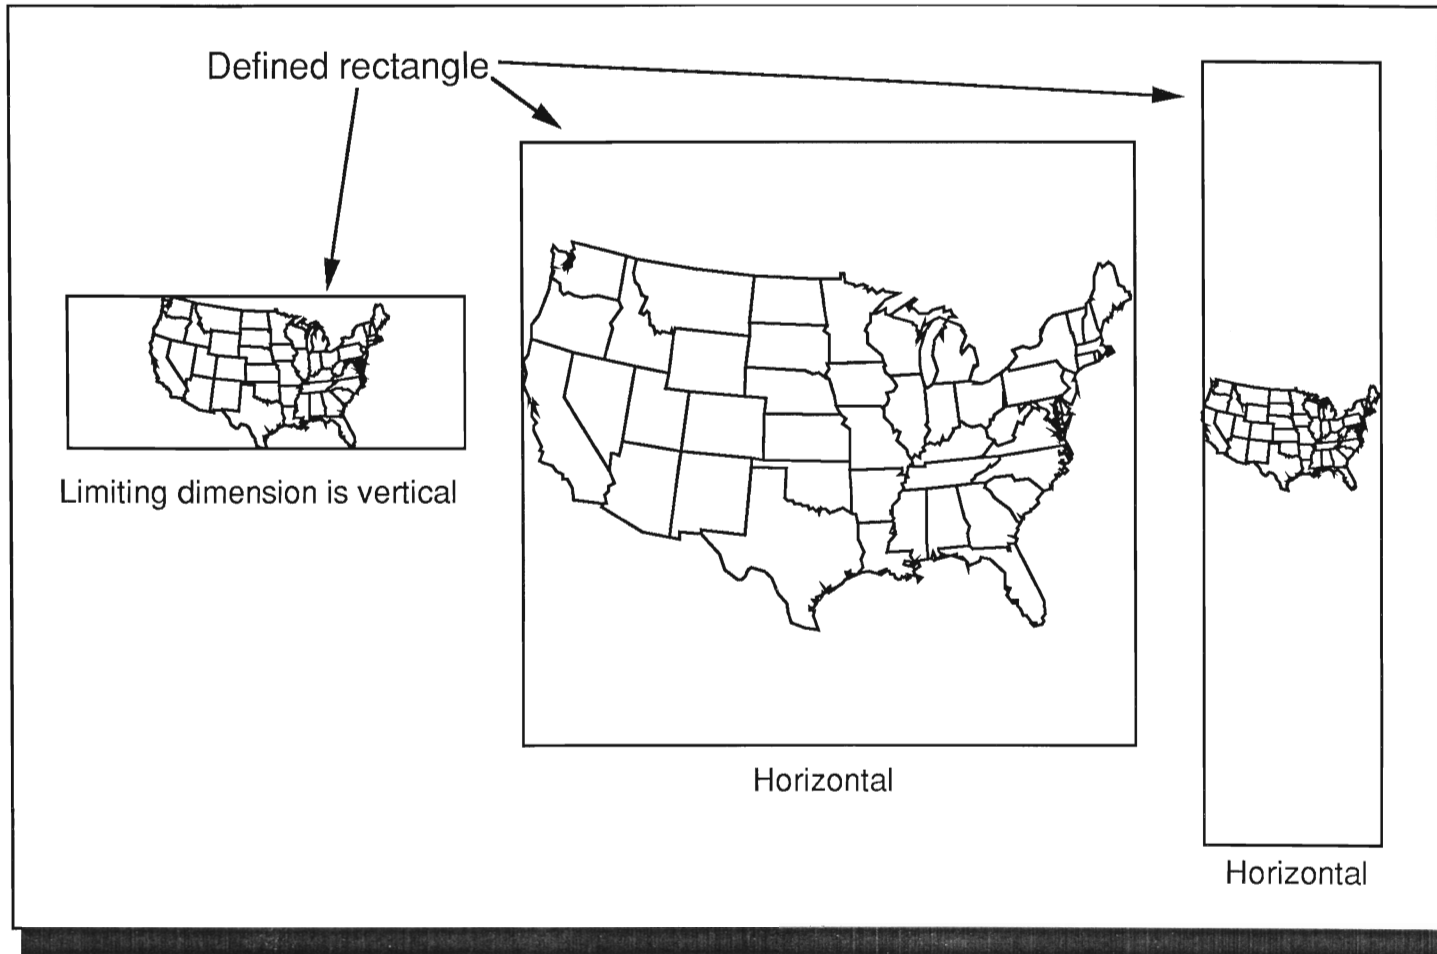 Defined rectangle
Limiting dimension is vertical
Horizontal
Horizontal